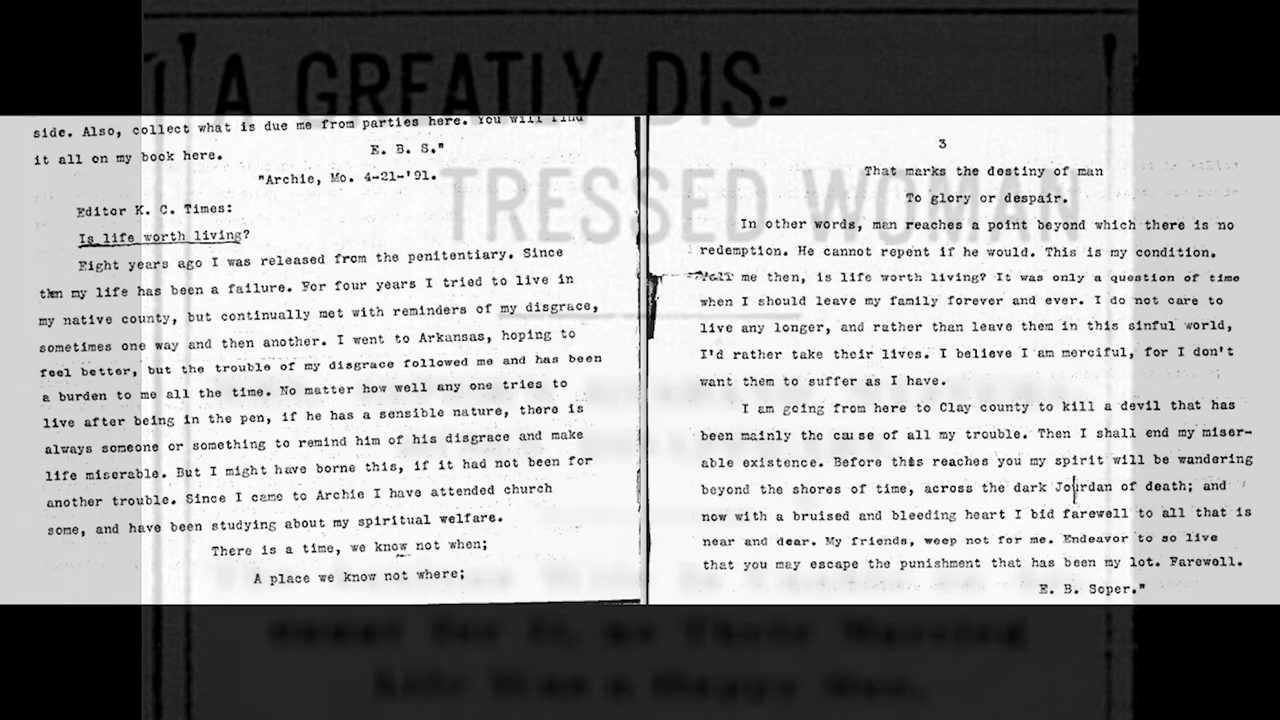 A GREATLY DIS-
TRESSED WOMAN
side. Also, collect what is due me from parties here. You will find
it all on my book here.
E. B. S."
"Archie, Mo. 4-21-'91.
Editor K. C. Times:
Is life worth living?
Eight years ago I was released from the penitentiary. Since
then my life has been a failure. For four years I tried to live in
my native county, but continually met with reminders of my disgrace,
sometimes one way and then another. I went to Arkansas, hoping to
feel better, but the trouble of my disgrace followed me and has been
a burden to me all the time. No matter how well any one tries to
live after being in the pen, if he has a sensible nature, there is
always someone or something to remind him of his disgrace and make
life miserable. But I might have borne this, if it had not been for
another trouble. Since I came to Archie I have attended church
some, and have been studying about my spiritual welfare.
There is a time, we know not when;
A place we know not where;
3
That marks the destiny of man
To glory or despair.
In other words, man reaches a point beyond which there is no
redemption. He cannot repent if he would. This is my condition.
Tell me then, is life worth living? It was only a question of time
when I should leave my family forever and ever. I do not care to
live any longer, and rather than leave them in this sinful world,
I'd rather take their lives. I believe I am merciful, for I don't
want them to suffer as I have.
I am going from here to Clay county to kill a devil that has
been mainly the cause of all my trouble. Then I shall end my miser-
able existence. Before this reaches you my spirit will be wandering
beyond the shores of time, across the dark Jourdan of death; and
now with a bruised and bleeding heart I bid farewell to all that is
near and dear. My friends, weep not for me. Endeavor to so live
that you may escape the punishment that has been my lot. Farewell.
E. B. Soper."
Life Was a Happy One.